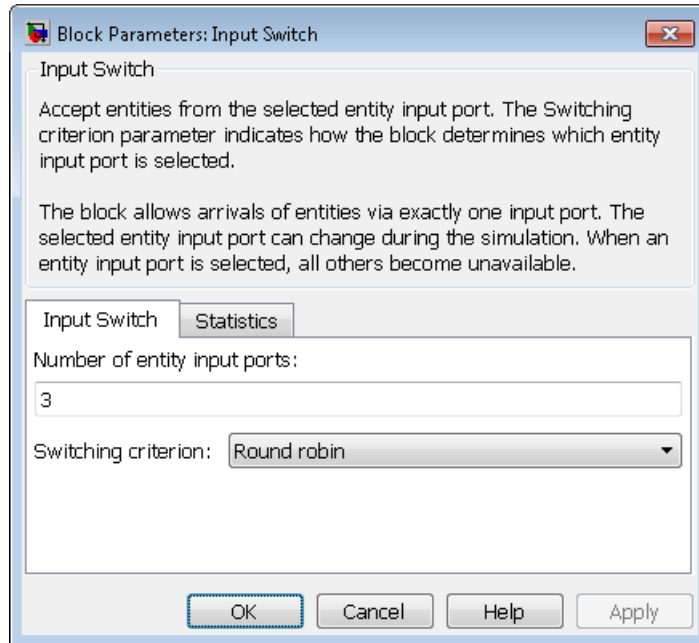 Block Parameters: Input Switch
Input Switch
Accept entities from the selected entity input port. The Switching
criterion parameter indicates how the block determines which entity
input port is selected.
The block allows arrivals of entities via exactly one input port. The
selected entity input port can change during the simulation. When an
entity input port is selected, all others become unavailable.
Input Switch Statistics
Number of entity input ports:
3
Switching criterion: Round robin
OK Cancel Help Apply